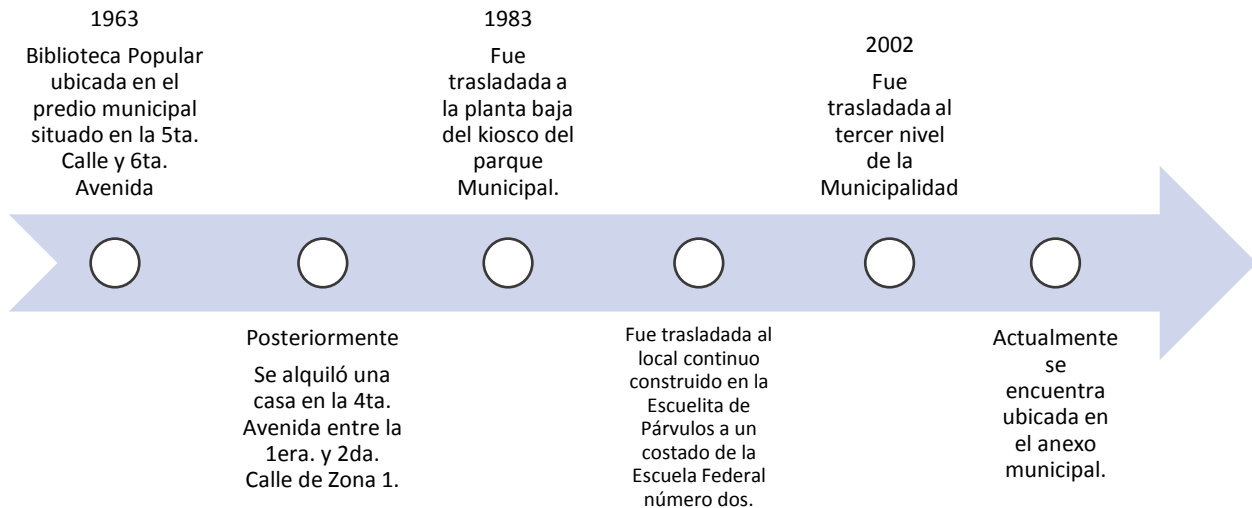 1963
Biblioteca Popular
ubicada en el
predio municipal
situado en la 5ta.
Calle y 6ta.
Avenida
Posteriormente
Se alquiló una
casa en la 4ta.
Avenida entre la
1era. y 2da.
Calle de Zona 1.
1983
Fue
trasladada a
la planta baja
del kiosco del
parque
Municipal.
Fue trasladada al
local continuo
construido en la
Escuelita de
Párvulos a un
costado de la
Escuela Federal
número dos.
2002
Fue
trasladada al
tercer nivel
de la
Municipalidad
Actualmente
se
encuentra
ubicada en
el anexo
municipal.